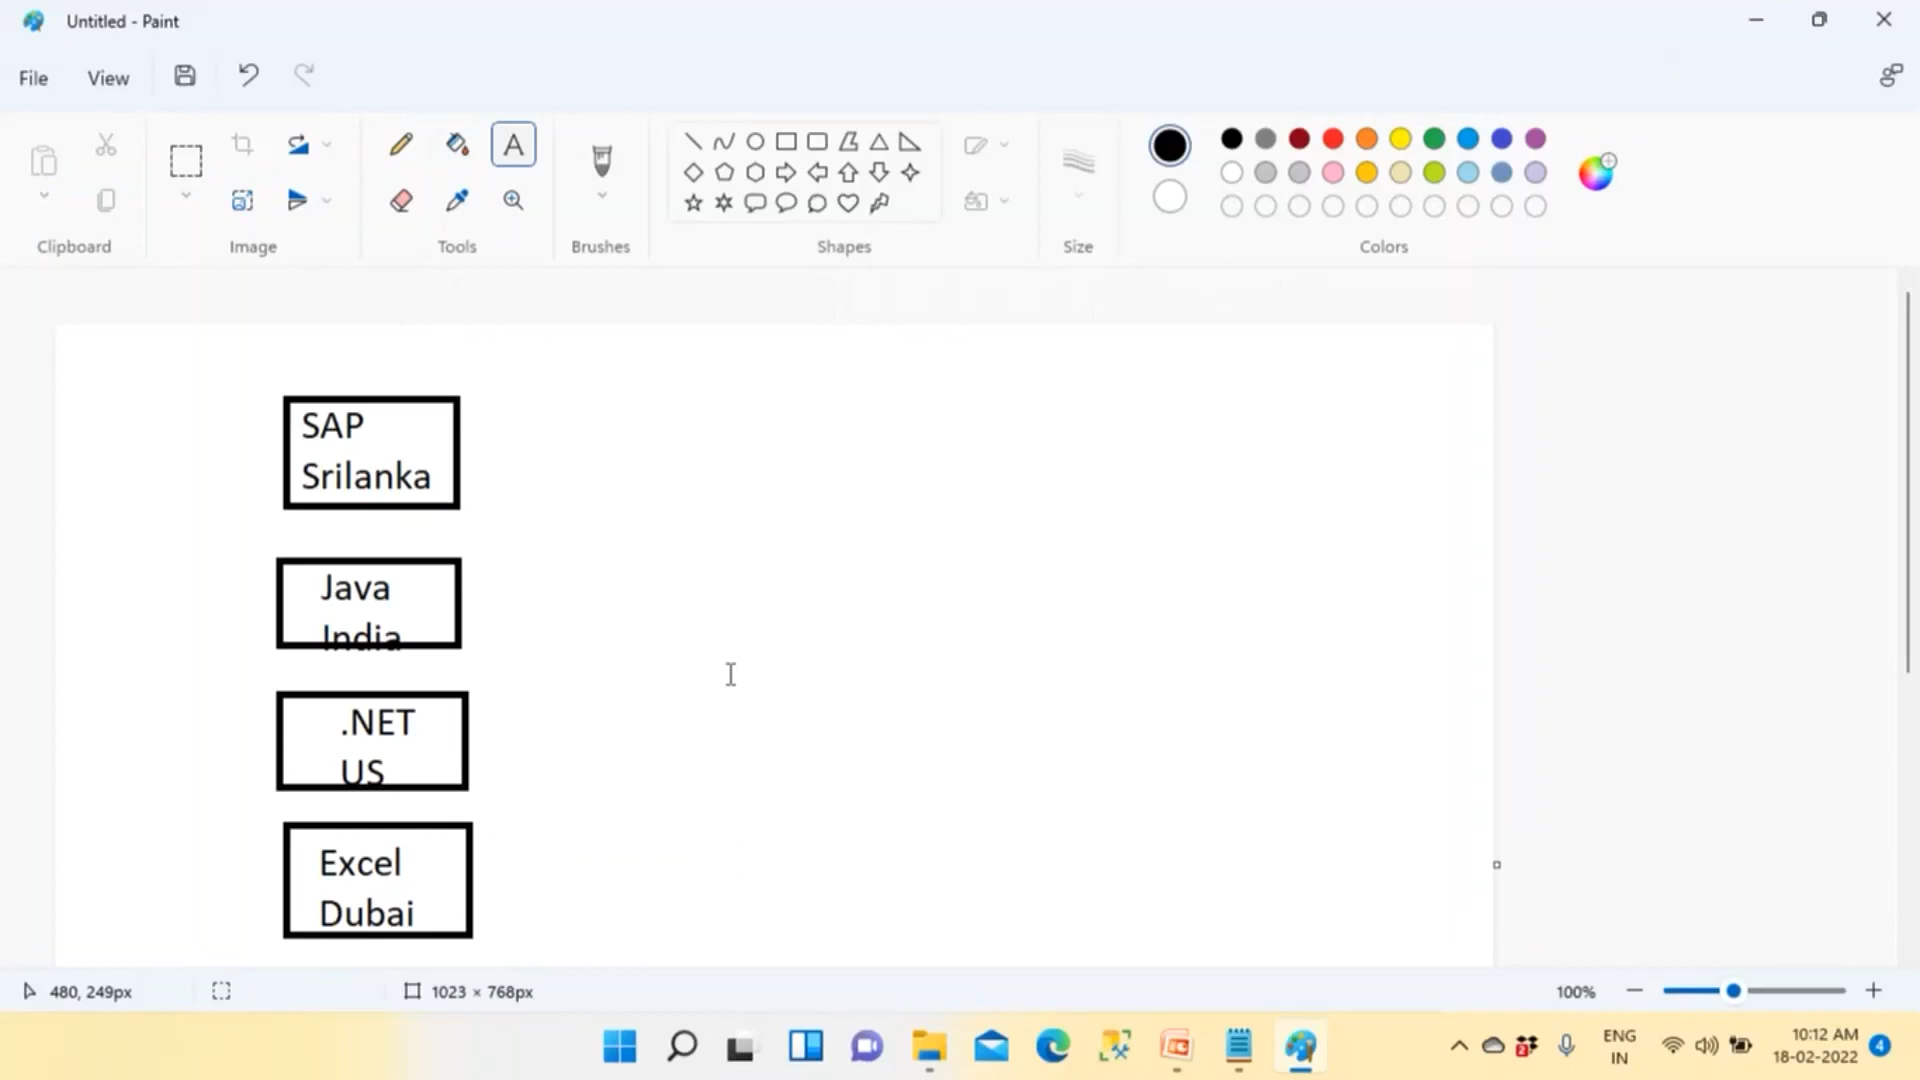 Untitled - Paint
File View
Clipboard Image Tools Brushes Shapes Size Colors
SAP
Srilanka
Java
India
.NET
US
Excel
Dubai
480, 249px 1023 × 768px 100%
ENG
IN
10:12 AM
18-02-2022
4
2